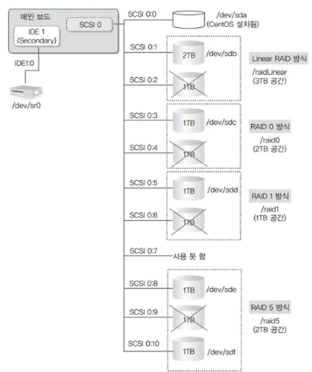 메인 보드
IDE 1
(Secondary)
SCSI 0
IDE1:0
/dev/sr0
SCSI 0:0
/dev/sda
(CentOS 설치됨)
SCSI 0:1
2TB
/dev/sdb
Linear RAID 방식
/raidLinear
(3TB 공간)
SCSI 0:2
1TB
SCSI 0:3
1TB
/dev/sdc
RAID 0 방식
/raid0
(2TB 공간)
SCSI 0:4
1TB
SCSI 0:5
1TB
/dev/sdd
RAID 1 방식
/raid1
(1TB 공간)
SCSI 0:6
1TB
SCSI 0:7
사용 못 함
SCSI 0:8
1TB
/dev/sde
RAID 5 방식
/raid5
(2TB 공간)
SCSI 0:9
1TB
SCSI 0:10
1TB
/dev/sdf